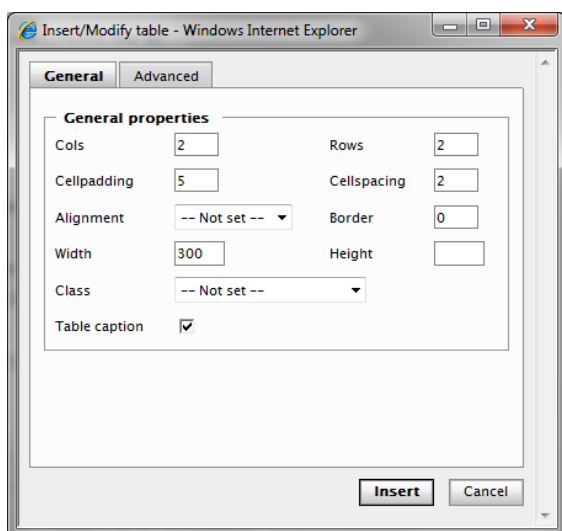 Insert/Modify table - Windows Internet Explorer
General Advanced
General properties
Cols 2 Rows 2
Cellpadding 5 Cellspacing 2
Alignment -- Not set -- Border 0
Width 300 Height
Class -- Not set --
Table caption
Insert Cancel